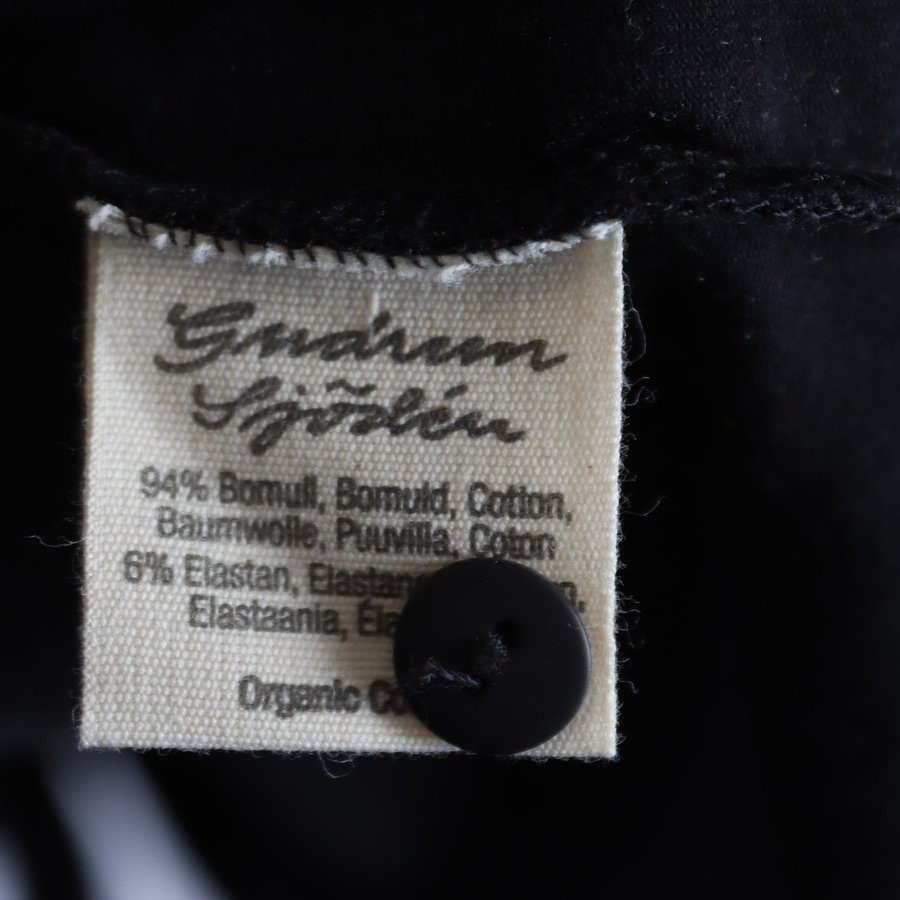 Gudrun
Sjödén
94% Bomull, Bomuld, Cotton,
Baumwolle, Puuvilla, Coton
6% Elastan,
Elastaania,
Organic